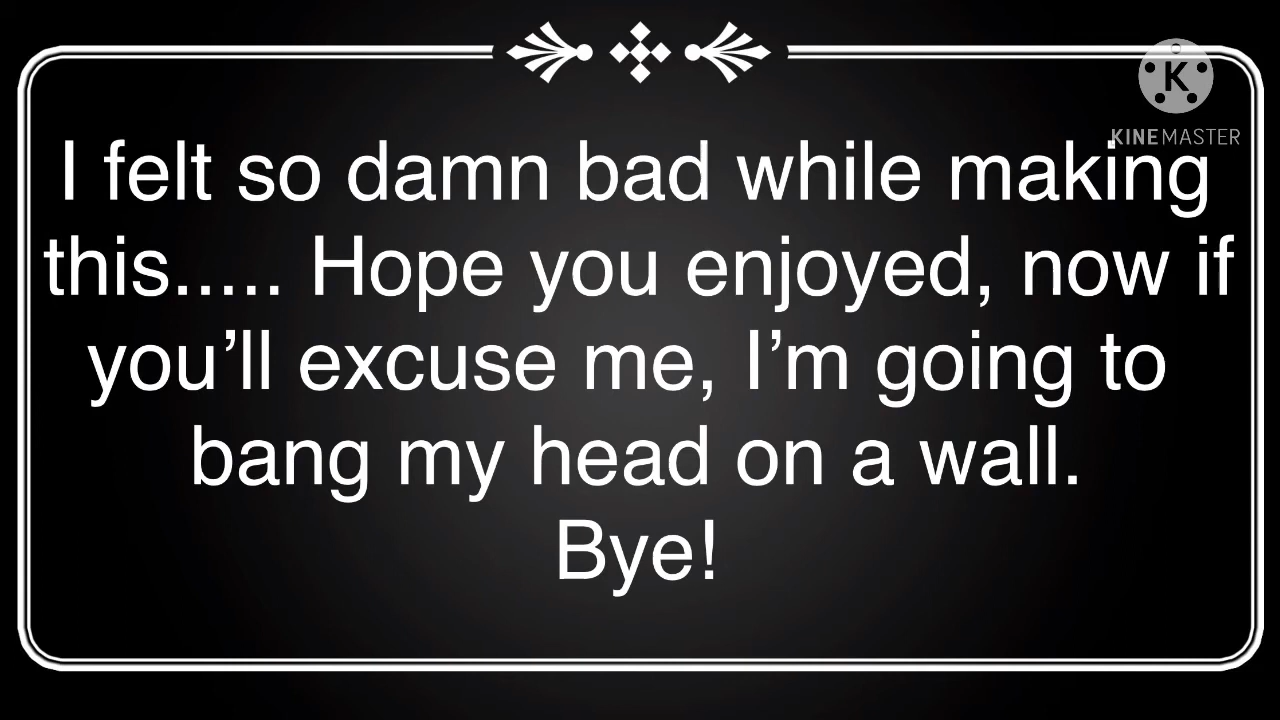 K
KINEMASTER
I felt so damn bad while making
this..... Hope you enjoyed, now if
you’ll excuse me, I’m going to
bang my head on a wall.
Bye!